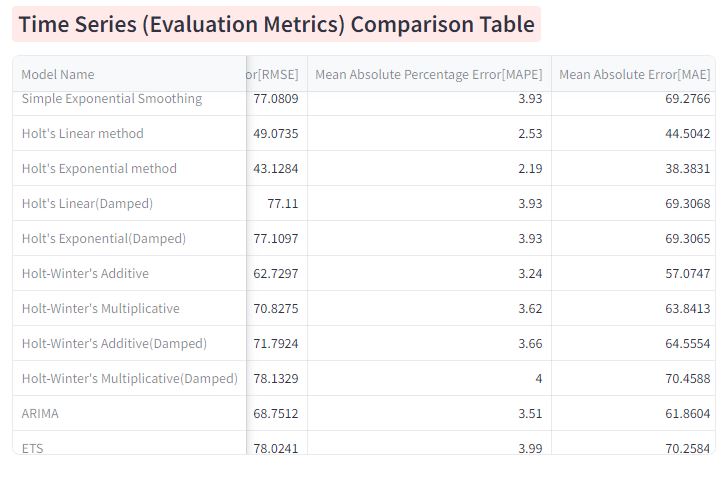 Time Series (Evaluation Metrics) Comparison Table
Model Name or[RMSE] Mean Absolute Percentage Error[MAPE] Mean Absolute Error[MAE]
Simple Exponential Smoothing 77.0809 3.93 69.2766
Holt's Linear method 49.0735 2.53 44.5042
Holt's Exponential method 43.1284 2.19 38.3831
Holt's Linear(Damped) 77.11 3.93 69.3068
Holt's Exponential(Damped) 77.1097 3.93 69.3065
Holt-Winter's Additive 62.7297 3.24 57.0747
Holt-Winter's Multiplicative 70.8275 3.62 63.8413
Holt-Winter's Additive(Damped) 71.7924 3.66 64.5554
Holt-Winter's Multiplicative(Damped) 78.1329 4 70.4588
ARIMA 68.7512 3.51 61.8604
ETS 78.0241 3.99 70.2584